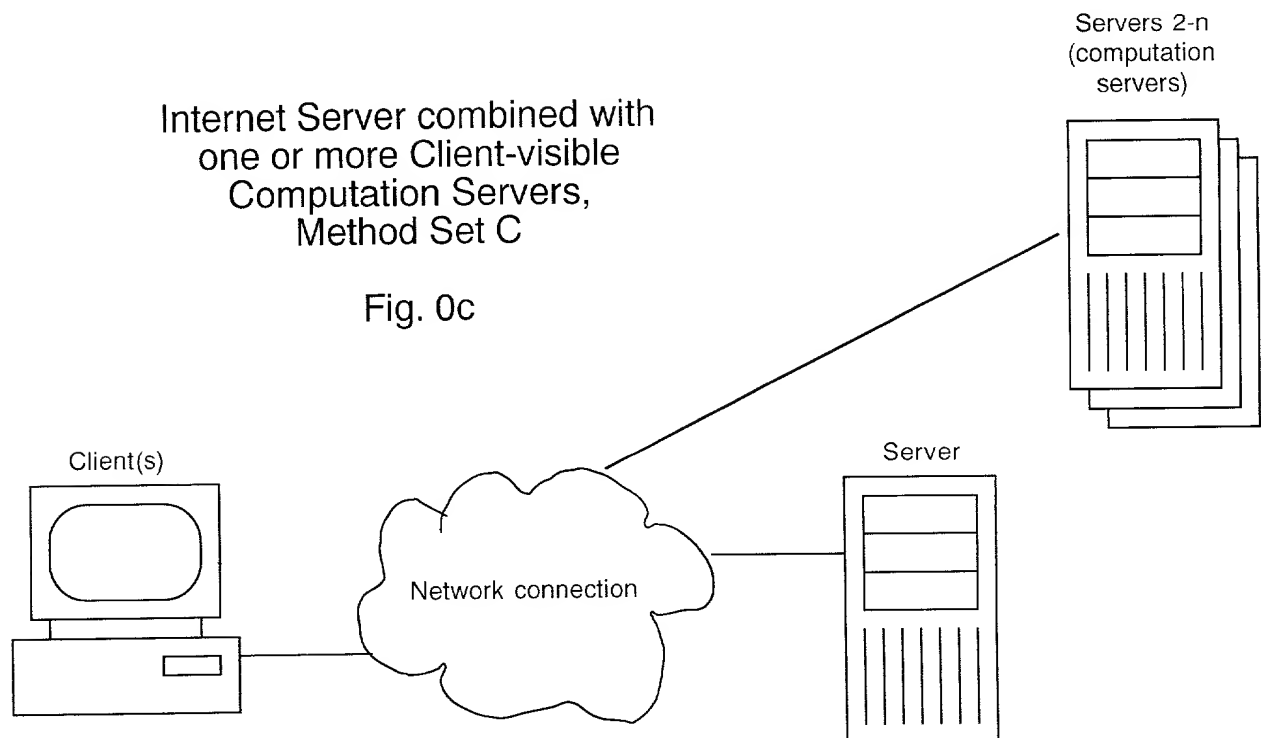 Servers 2-n
(computation
servers)
Internet Server combined with
one or more Client-visible
Computation Servers,
Method Set C
Fig. 0c
Client(s)
Server
Network connection